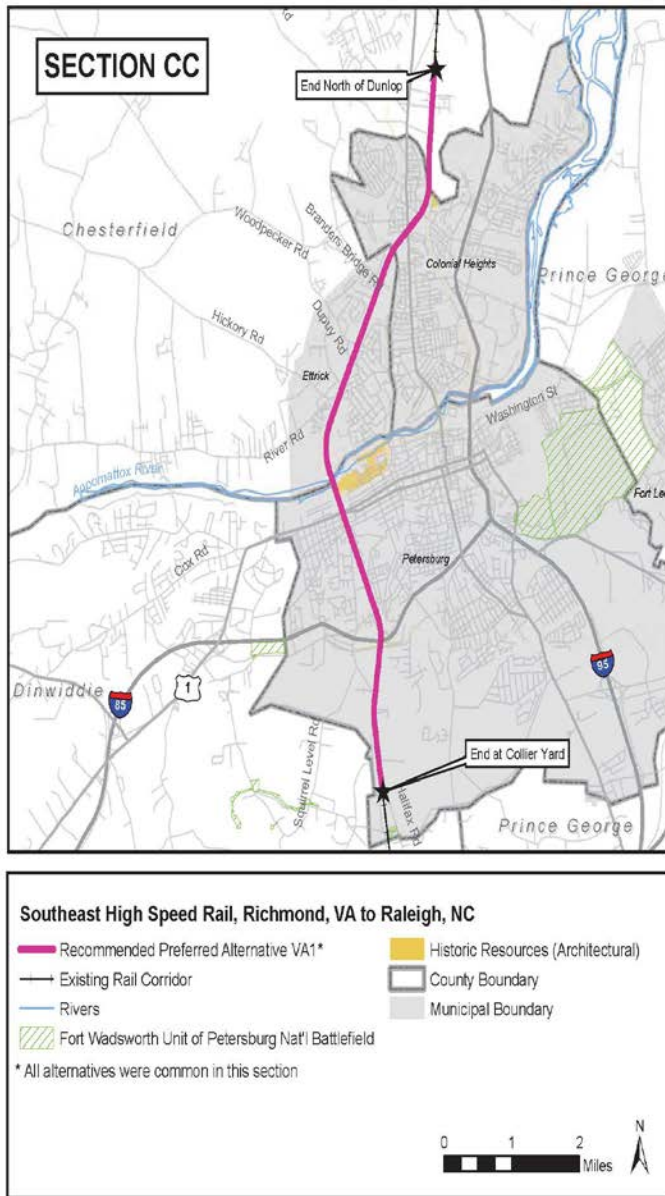 SECTION CC
Rd
End North of Dunlop
Chesterfield
Woodpecker Rd
Branders Bridge Rd
Colonial Heights
Prince George
Hickory Rd
Dupuy Rd
Ettrick
Washington St
River Rd
Appomattox River
Fort Lee
Cox Rd
Petersburg
Dinwiddie
1
85
95
Squirrel Level Rd
End at Collier Yard
Halifax Rd
Prince George
Southeast High Speed Rail, Richmond, VA to Raleigh, NC
Recommended Preferred Alternative VA1*
Existing Rail Corridor
Rivers
Fort Wadsworth Unit of Petersburg Nat'l Battlefield
Historic Resources (Architectural)
County Boundary
Municipal Boundary
* All alternatives were common in this section
0 1 2
Miles
N